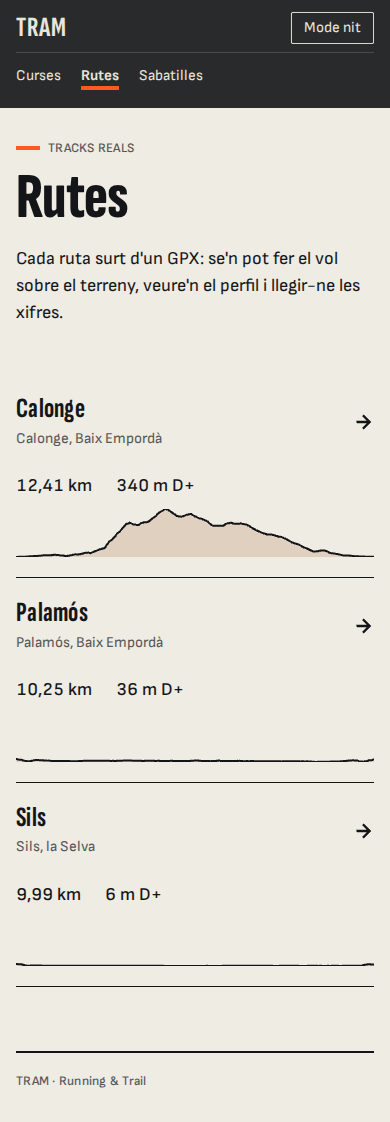 TRAM
Mode nit
Curses Rutes Sabatilles
TRACKS REALS
Rutes
Cada ruta surt d'un GPX: se'n pot fer el vol
sobre el terreny, veure'n el perfil i llegir-ne les
xifres.
Calonge
Calonge, Baix Empordà
12,41 km 340 m D+
Palamós
Palamós, Baix Empordà
10,25 km 36 m D+
Sils
Sils, la Selva
9,99 km 6 m D+
TRAM · Running & Trail